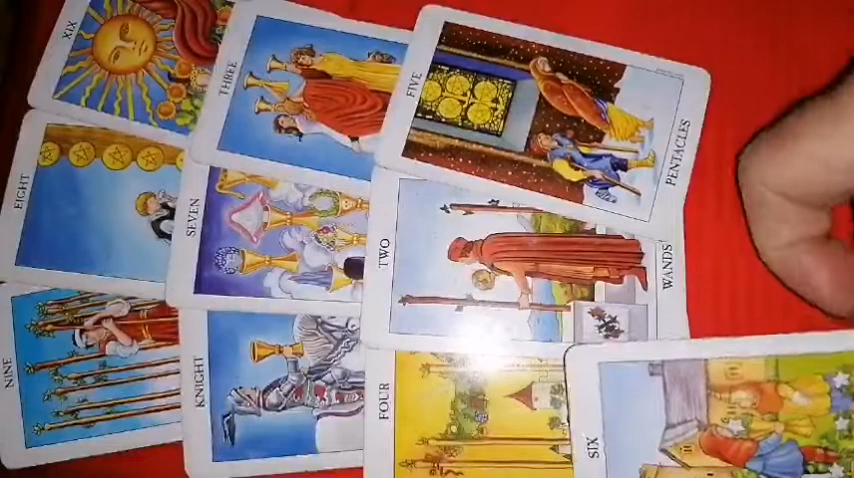 XIX
THREE
FIVE
PENTACLES
EIGHT
SEVEN
TWO
WANDS
NINE
KNIGHT
FOUR
SIX